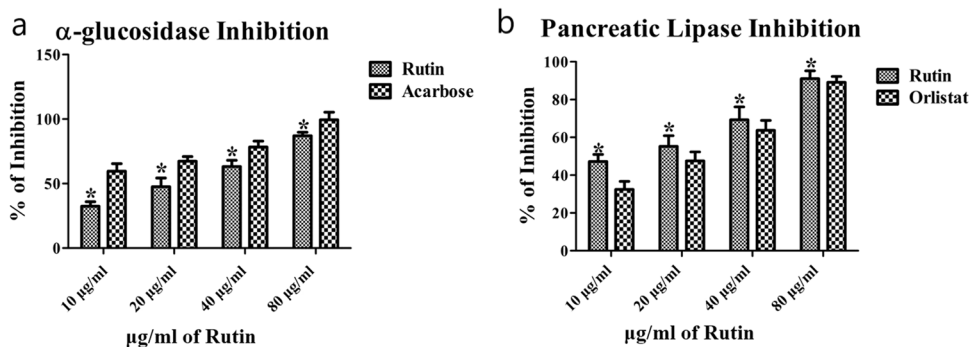 a
α-glucosidase Inhibition
150
100
50
0
% of Inhibition
Rutin
Acarbose
*
*
*
*
10 µg/ml
20 µg/ml
40 µg/ml
80 µg/ml
µg/ml of Rutin
b
Pancreatic Lipase Inhibition
100
80
60
40
20
0
% of Inhibition
Rutin
Orlistat
*
*
*
*
10 µg/ml
20 µg/ml
40 µg/ml
80 µg/ml
µg/ml of Rutin